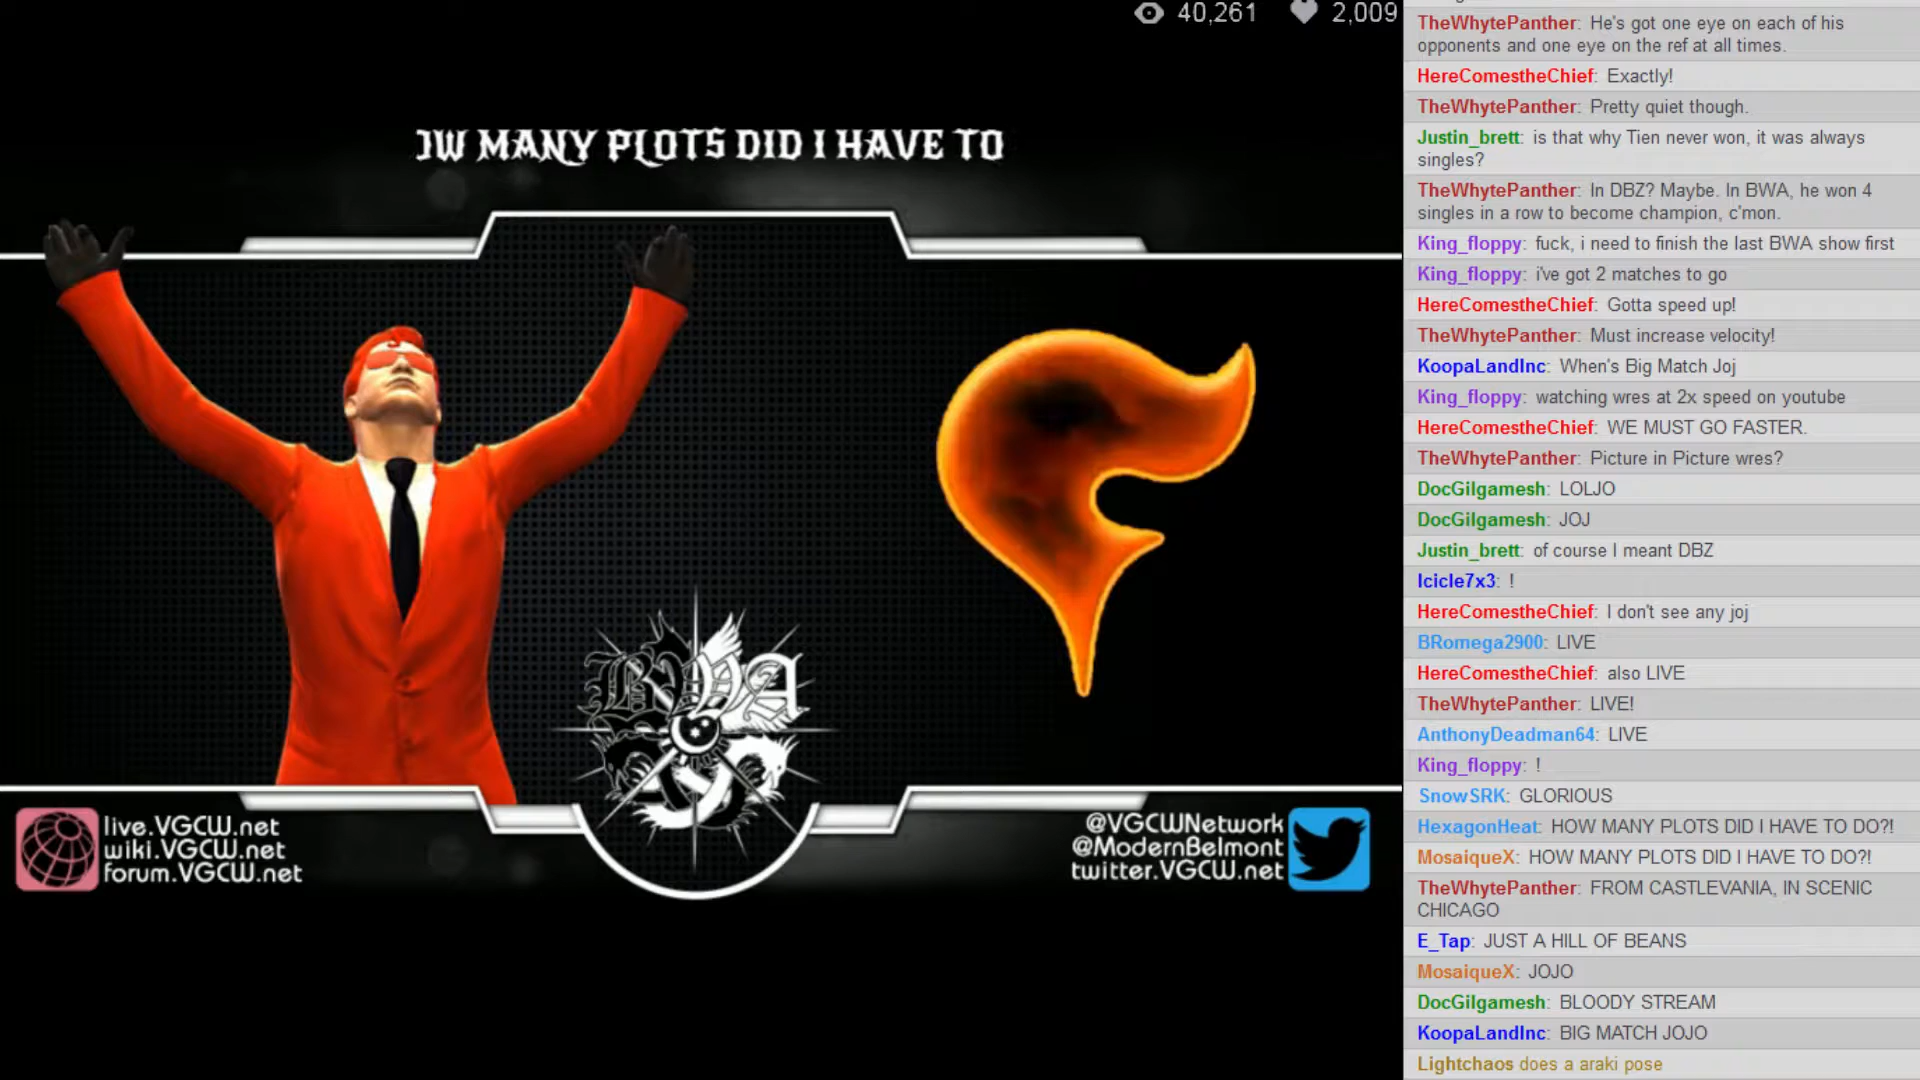 40,261
2,009
OW MANY PLOTS DID I HAVE TO
BWA
live.VGCW.net
wiki.VGCW.net
forum.VGCW.net
@VGCWNetwork
@ModernBelmont
twitter.VGCW.net
TheWhytePanther: He's got one eye on each of his
opponents and one eye on the ref at all times.
HereComestheChief: Exactly!
TheWhytePanther: Pretty quiet though.
Justin_brett: is that why Tien never won, it was always
singles?
TheWhytePanther: In DBZ? Maybe. In BWA, he won 4
singles in a row to become champion, c'mon.
King_floppy: fuck, i need to finish the last BWA show first
King_floppy: i've got 2 matches to go
HereComestheChief: Gotta speed up!
TheWhytePanther: Must increase velocity!
KoopaLandInc: When's Big Match Joj
King_floppy: watching wres at 2x speed on youtube
HereComestheChief: WE MUST GO FASTER.
TheWhytePanther: Picture in Picture wres?
DocGilgamesh: LOLJO
DocGilgamesh: JOJ
Justin_brett: of course I meant DBZ
Icicle7x3: !
HereComestheChief: I don't see any joj
BRomega2900: LIVE
HereComestheChief: also LIVE
TheWhytePanther: LIVE!
AnthonyDeadman64: LIVE
King_floppy: !
SnowSRK: GLORIOUS
HexagonHeat: HOW MANY PLOTS DID I HAVE TO DO?!
MosaiqueX: HOW MANY PLOTS DID I HAVE TO DO?!
TheWhytePanther: FROM CASTLEVANIA, IN SCENIC
CHICAGO
E_Tap: JUST A HILL OF BEANS
MosaiqueX: JOJO
DocGilgamesh: BLOODY STREAM
KoopaLandInc: BIG MATCH JOJO
Lightchaos does a araki pose